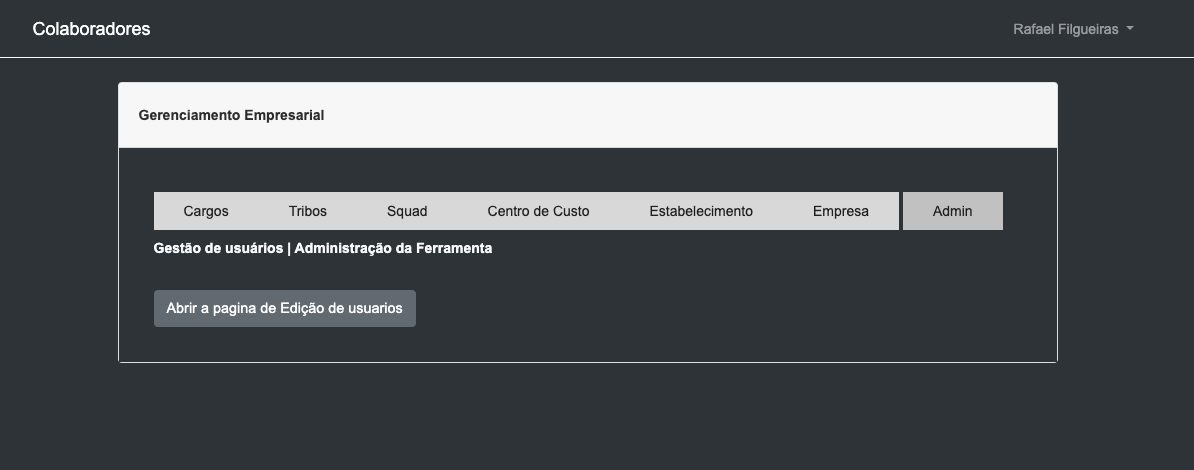 Colaboradores Rafael Filgueiras
Gerenciamento Empresarial
Cargos Tribos Squad Centro de Custo Estabelecimento Empresa Admin
Gestão de usuários | Administração da Ferramenta
Abrir a pagina de Edição de usuarios